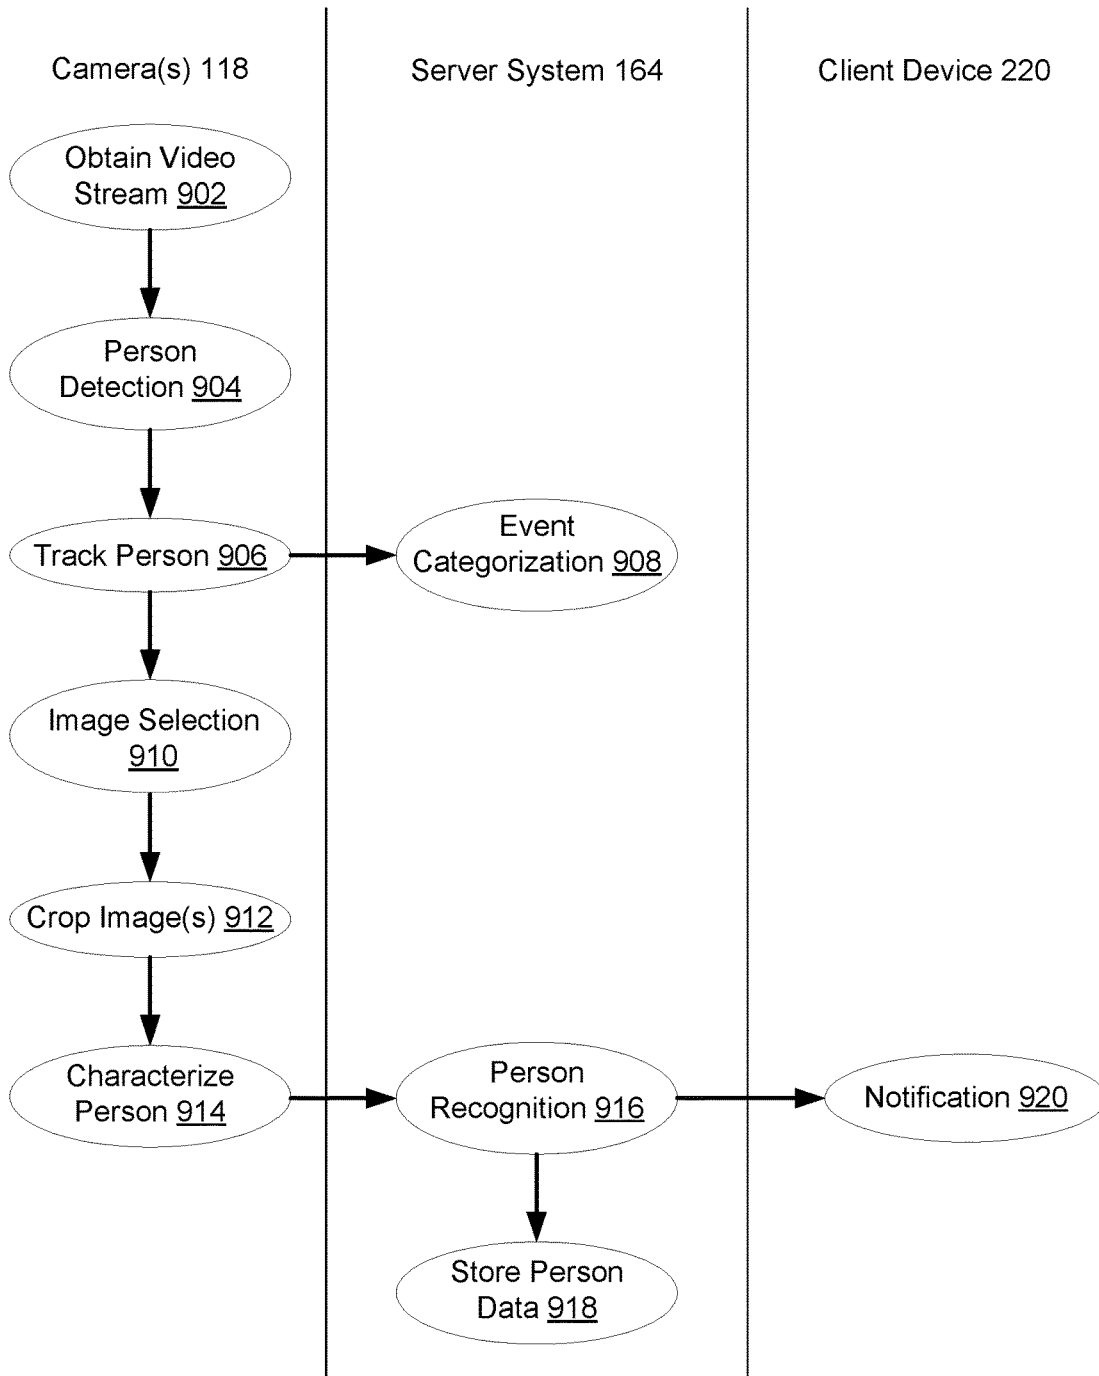 Camera(s) 118
Server System 164
Client Device 220
Obtain Video
Stream 902
Person
Detection 904
Track Person 906
Event
Categorization 908
Image Selection
910
Crop Image(s) 912
Characterize
Person 914
Person
Recognition 916
Notification 920
Store Person
Data 918